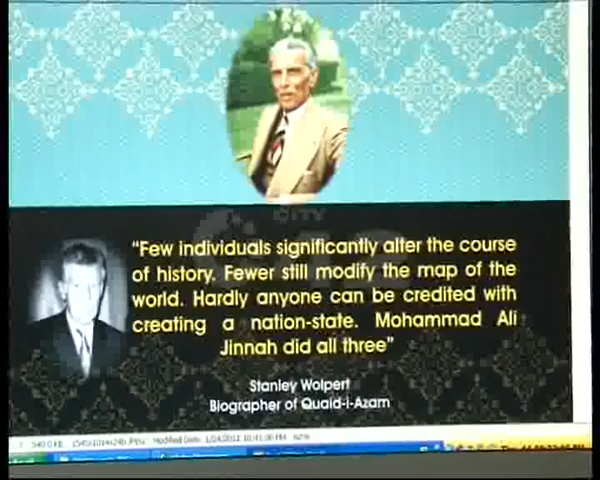 CITY
"Few individuals significantly alter the course
of history. Fewer still modify the map of the
world. Hardly anyone can be credited with
creating a nation-state. Mohammad Ali
Jinnah did all three"
Stanley Wolpert
Biographer of Quaid-i-Azam